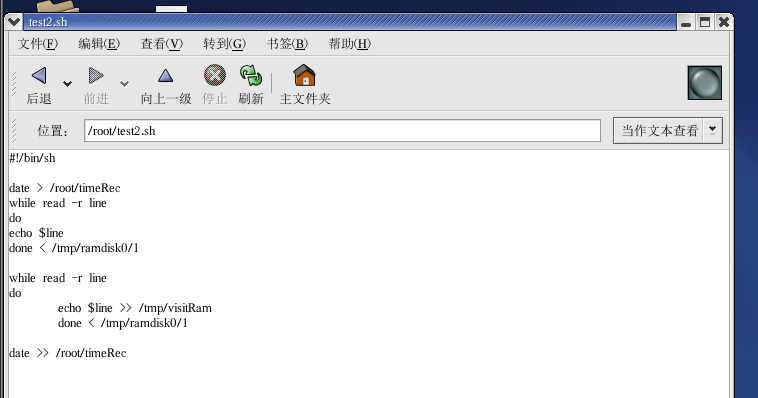 test2.sh
文件(F) 编辑(E) 查看(V) 转到(G) 书签(B) 帮助(H)
后退 前进 向上一级 停止 刷新 主文件夹
位置： /root/test2.sh 当作文本查看
#!/bin/sh
date > /root/timeRec
while read -r line
do
echo $line
done < /tmp/ramdisk0/1
while read -r line
do
echo $line >> /tmp/visitRam
done < /tmp/ramdisk0/1
date >> /root/timeRec